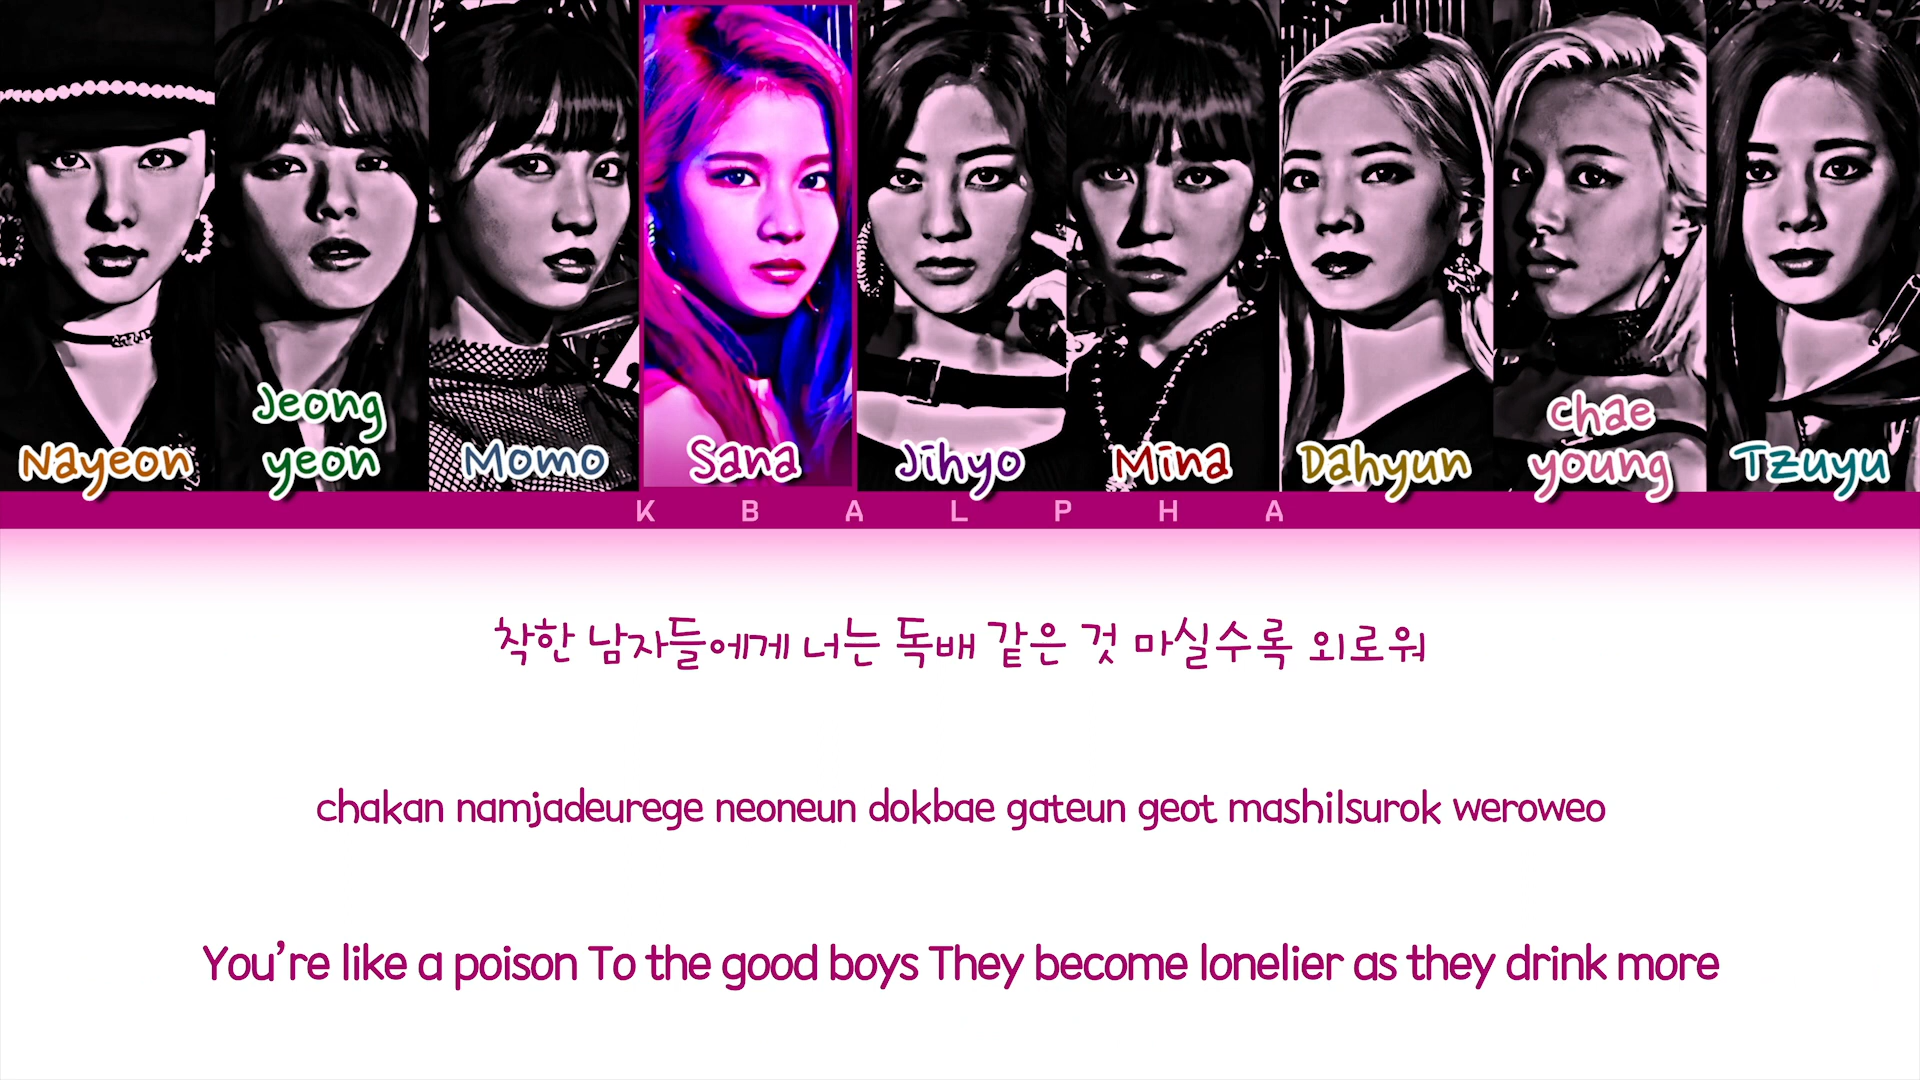 Nayeon
Jeong
yeon
Momo
Sana
Jihyo
Mina
Dahyun
chae
young
Tzuyu
K B A L P H A
착한 남자들에게 너는 독배 같은 것 마실수록 외로워
chakan namjadeurege neoneun dokbae gateun geot mashilsurok weroweo
You're like a poison To the good boys They become lonelier as they drink more